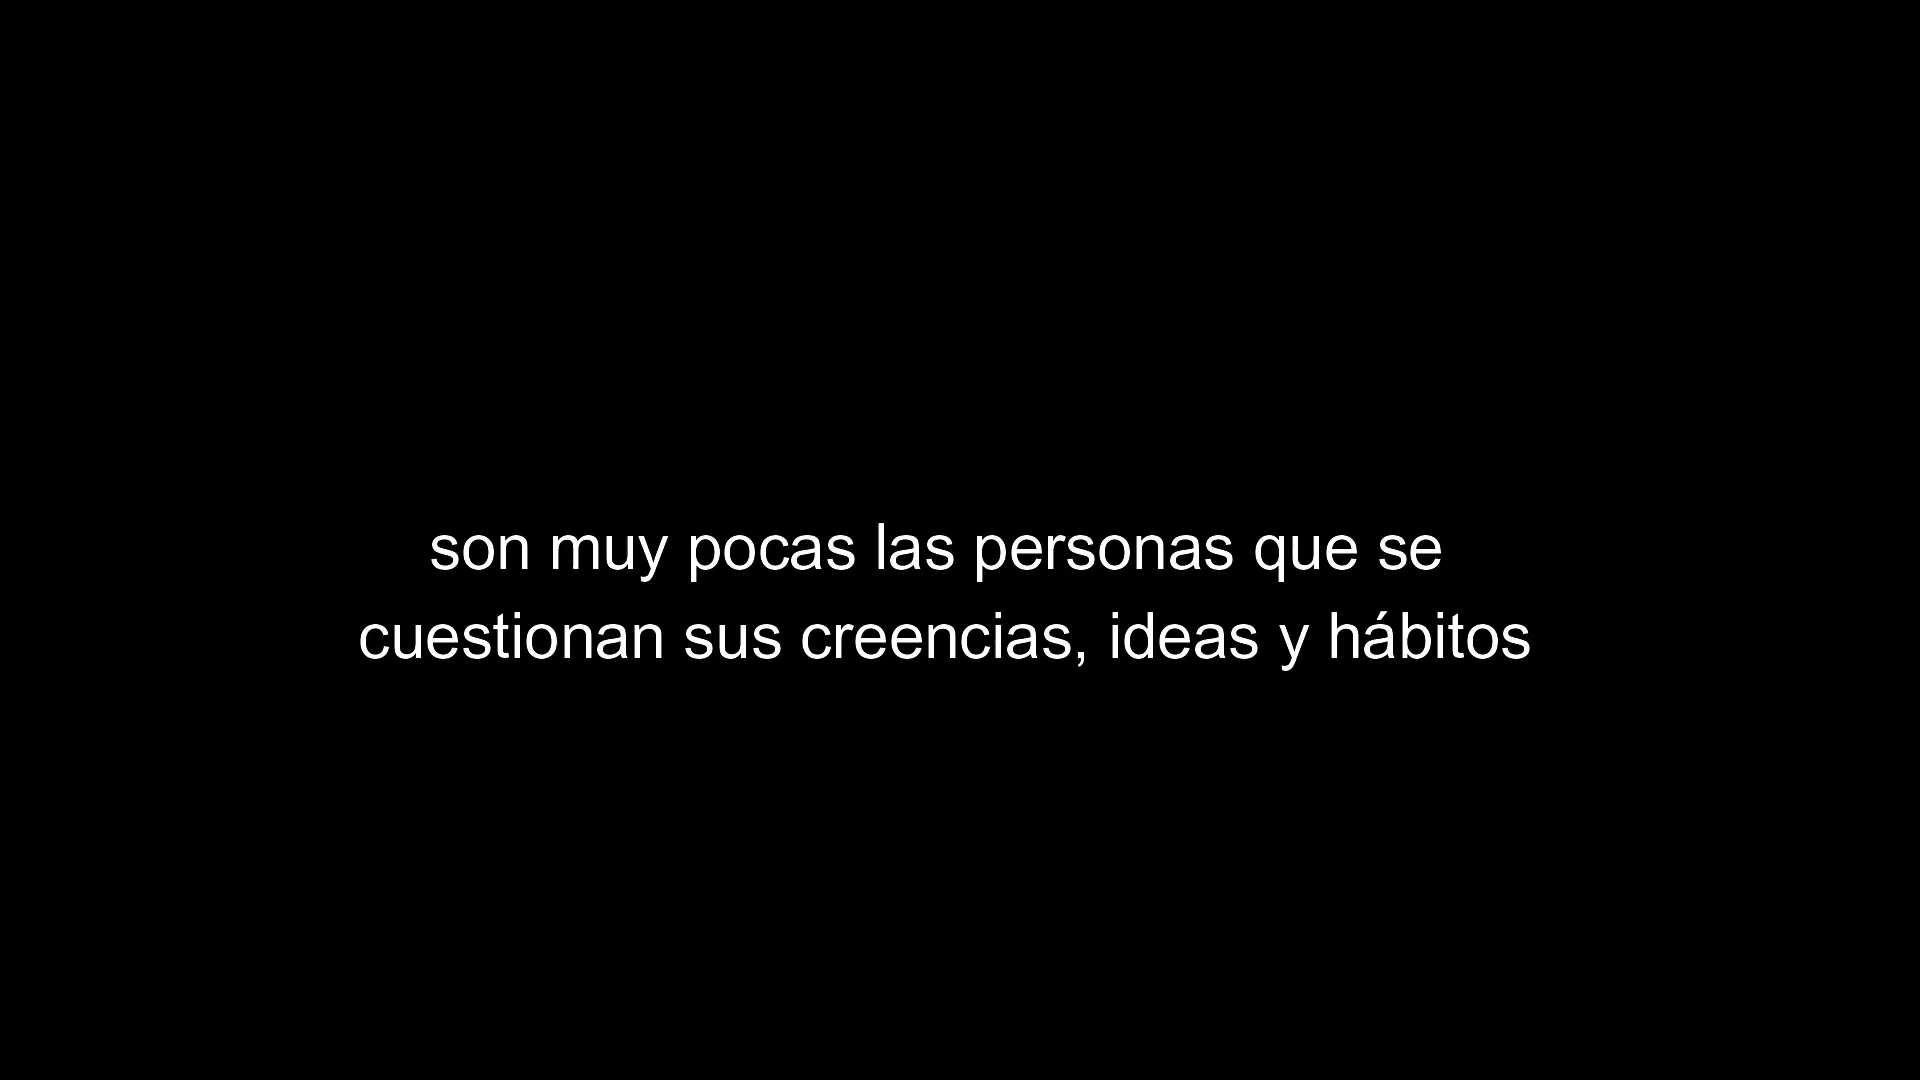 son muy pocas las personas que se
cuestionan sus creencias, ideas y hábitos